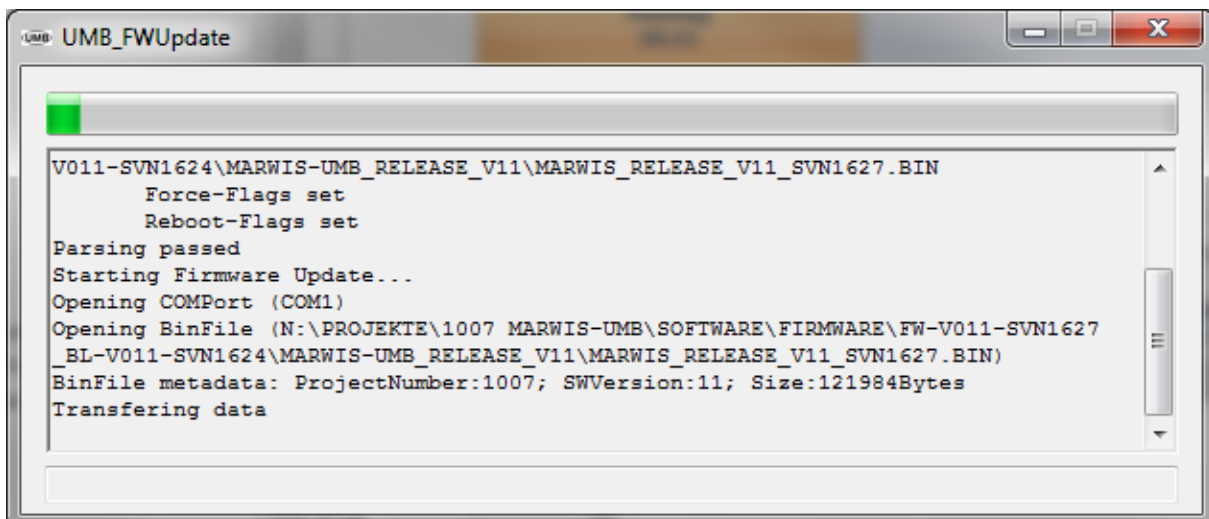 UMB UMB_FWUpdate
V011-SVN1624\MARWIS-UMB_RELEASE_V11\MARWIS_RELEASE_V11_SVN1627.BIN
Force-Flags set
Reboot-Flags set
Parsing passed
Starting Firmware Update...
Opening COMPort (COM1)
Opening BinFile (N:\PROJEKTE\1007 MARWIS-UMB\SOFTWARE\FIRMWARE\FW-V011-SVN1627
_BL-V011-SVN1624\MARWIS-UMB_RELEASE_V11\MARWIS_RELEASE_V11_SVN1627.BIN)
BinFile metadata: ProjectNumber:1007; SWVersion:11; Size:121984Bytes
Transfering data